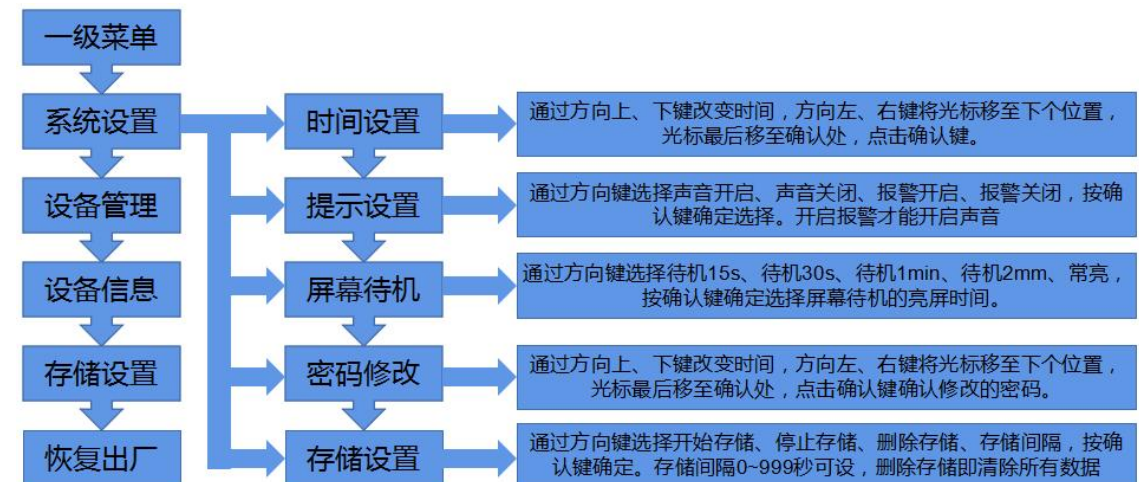 一级菜单
系统设置
时间设置
通过方向上、下键改变时间，方向左、右键将光标移至下个位置，
光标最后移至确认处，点击确认键。
设备管理
提示设置
通过方向键选择声音开启、声音关闭、报警开启、报警关闭，按确
认键确定选择。开启报警才能开启声音
设备信息
屏幕待机
通过方向键选择待机15s、待机30s、待机1min、待机2mm、常亮，
按确认键确定选择屏幕待机的亮屏时间。
存储设置
密码修改
通过方向上、下键改变时间，方向左、右键将光标移至下个位置，
光标最后移至确认处，点击确认键确认修改的密码。
恢复出厂
存储设置
通过方向键选择开始存储、停止存储、删除存储、存储间隔，按确
认键确定。存储间隔0~999秒可设，删除存储即清除所有数据